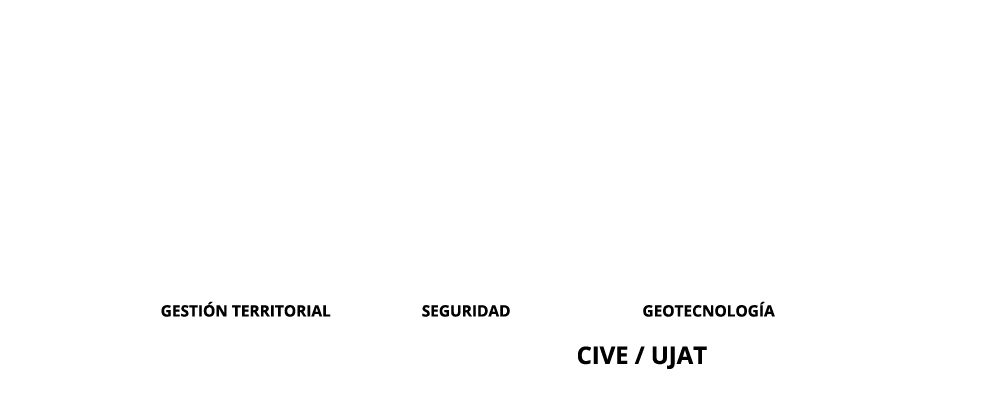 GESTIÓN TERRITORIAL SEGURIDAD GEOTECNOLOGÍA
CIVE / UJAT